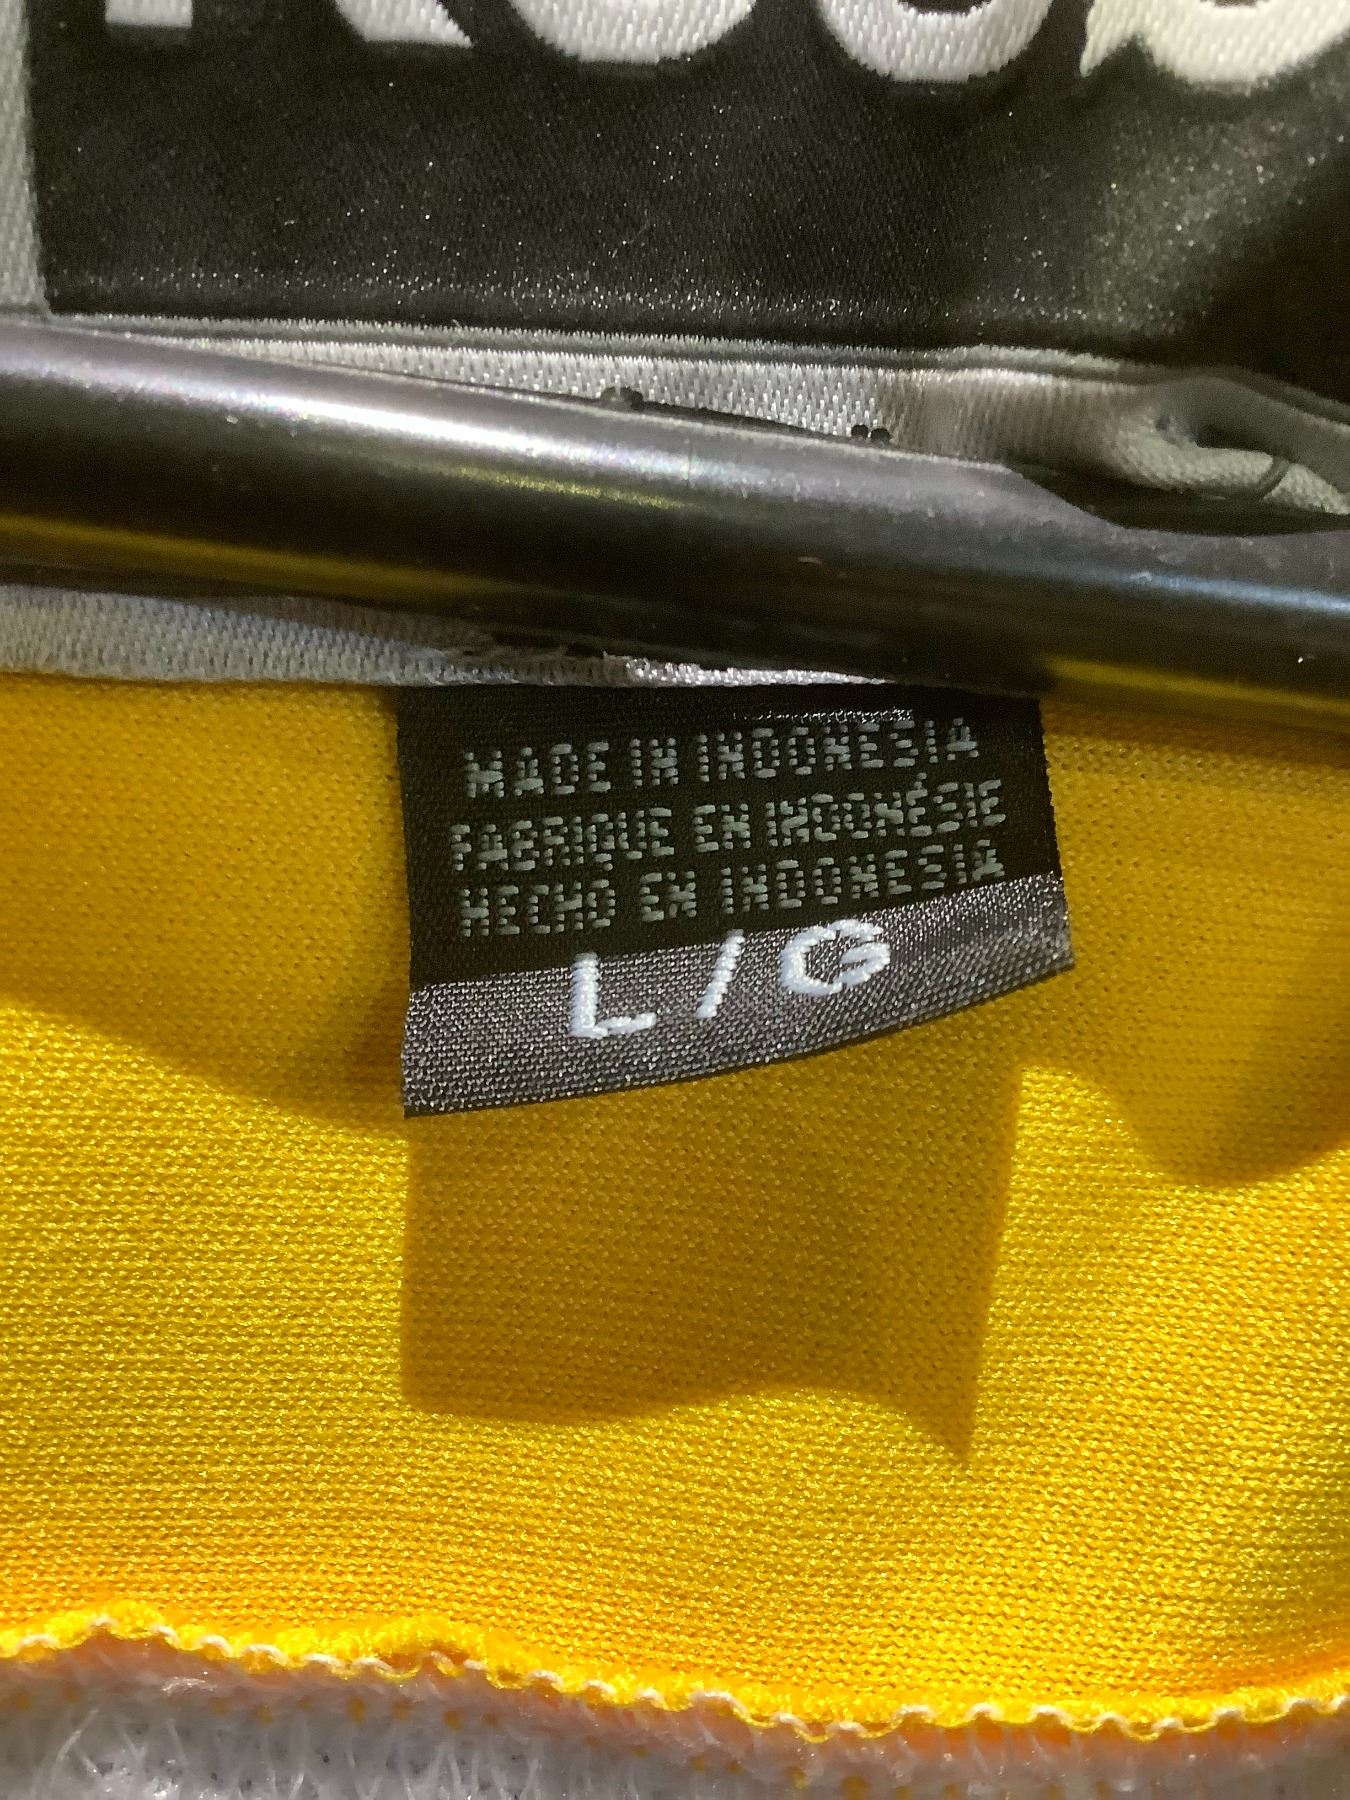 MADE IN INDONESIA
FABRIQUE EN INDONÉSIE
HECHO EN INDONESIA
L/G